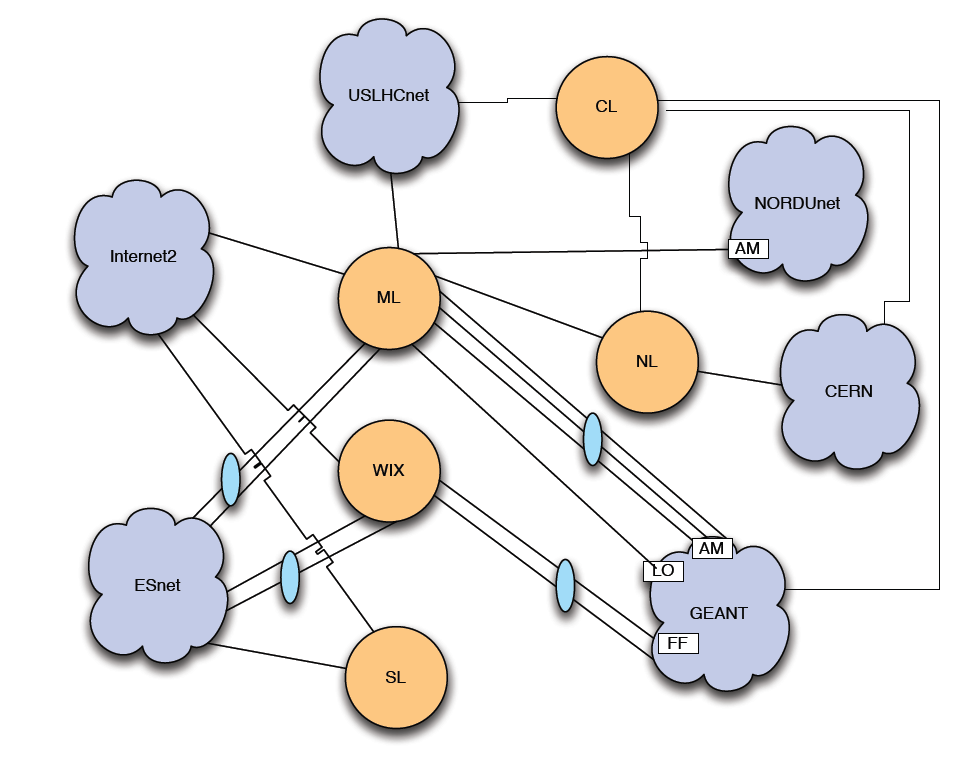 USLHCnet
CL
NORDUnet
AM
Internet2
ML
NL
CERN
WIX
ESnet
AM
LO
GEANT
FF
SL